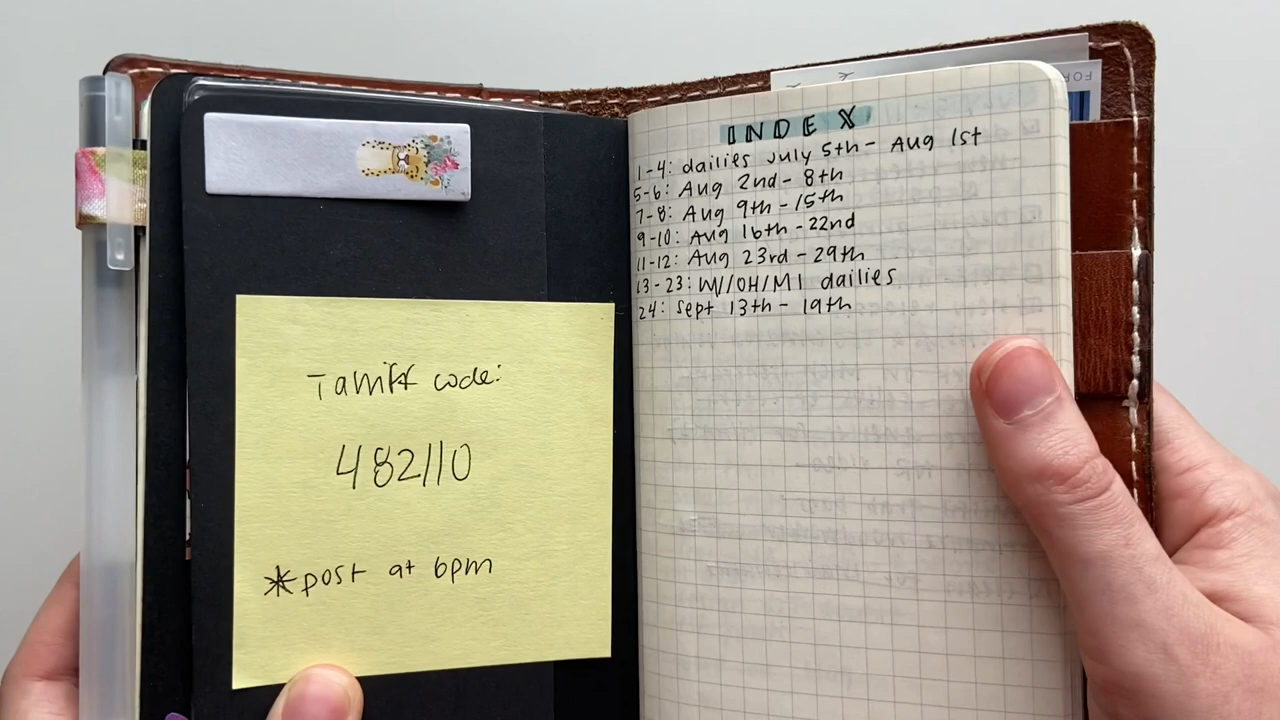 Tariff code:
482110
*post at 6pm
INDEX
1-4: dailies July 5th - Aug 1st
5-6: Aug 2nd - 8th
7-8: Aug 9th - 15th
9-10: Aug 16th - 22nd
11-12: Aug 23rd - 29th
13-23: WI/OH/MI dailies
24: Sept 13th - 19th
FOR